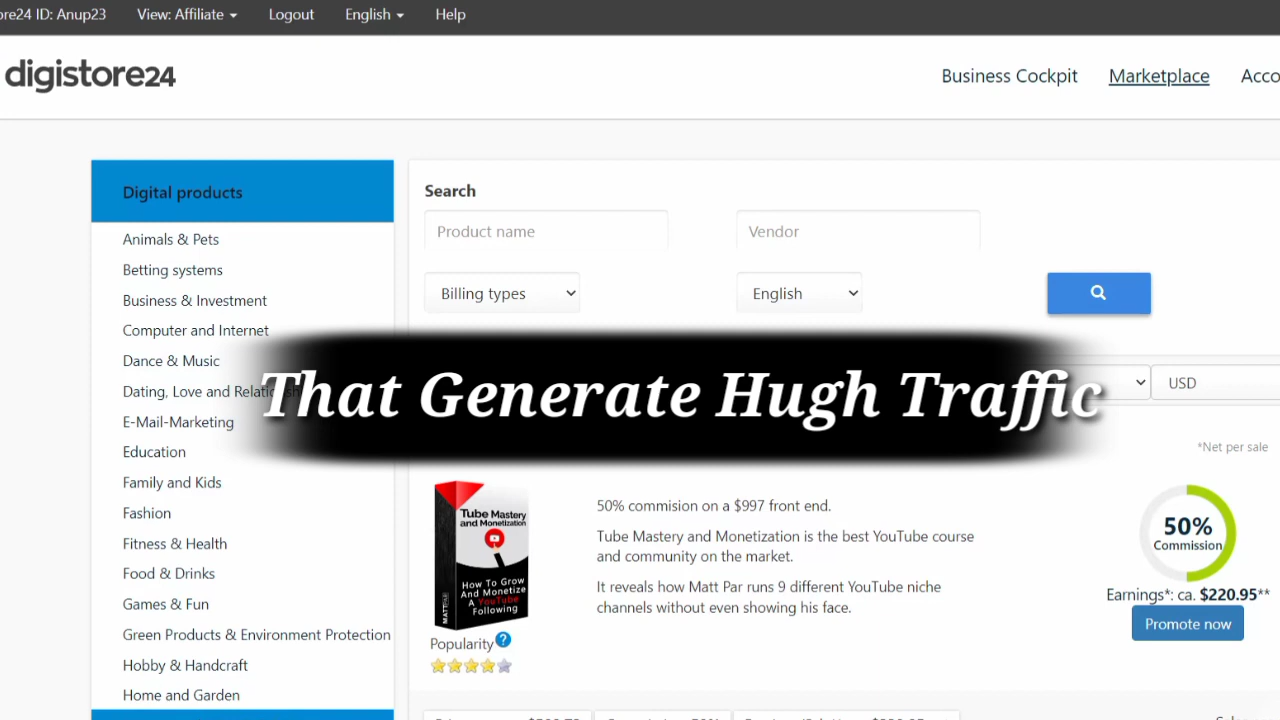 ore24 ID: Anup23 View: Affiliate Logout English Help
digistore24
Business Cockpit Marketplace Acco
Digital products
Animals & Pets
Betting systems
Business & Investment
Computer and Internet
Dance & Music
Dating, Love and Relationsh
E-Mail-Marketing
Education
Family and Kids
Fashion
Fitness & Health
Food & Drinks
Games & Fun
Green Products & Environment Protection
Hobby & Handcraft
Home and Garden
Search
Product name Vendor
Billing types English
USD
That Generate Hugh Traffic
*Net per sale
Tube Mastery
and Monetization
How To Grow
And Monetize
A YouTube
Following
Popularity ?
50% commision on a $997 front end.
Tube Mastery and Monetization is the best YouTube course
and community on the market.
It reveals how Matt Par runs 9 different YouTube niche
channels without even showing his face.
50%
Commission
Earnings*: ca. $220.95**
Promote now